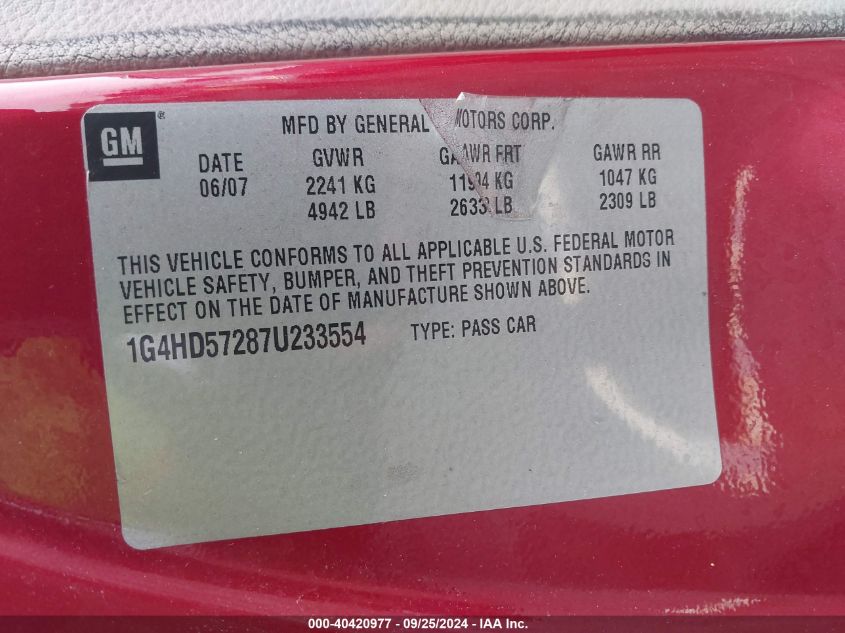 GM ®
MFD BY GENERAL MOTORS CORP.
DATE GVWR GAWR FRT GAWR RR
06/07 2241 KG 1194 KG 1047 KG
4942 LB 2633 LB 2309 LB
THIS VEHICLE CONFORMS TO ALL APPLICABLE U.S. FEDERAL MOTOR
VEHICLE SAFETY, BUMPER, AND THEFT PREVENTION STANDARDS IN
EFFECT ON THE DATE OF MANUFACTURE SHOWN ABOVE.
1G4HD57287U233554 TYPE: PASS CAR
000-40420977 - 09/25/2024 - IAA Inc.